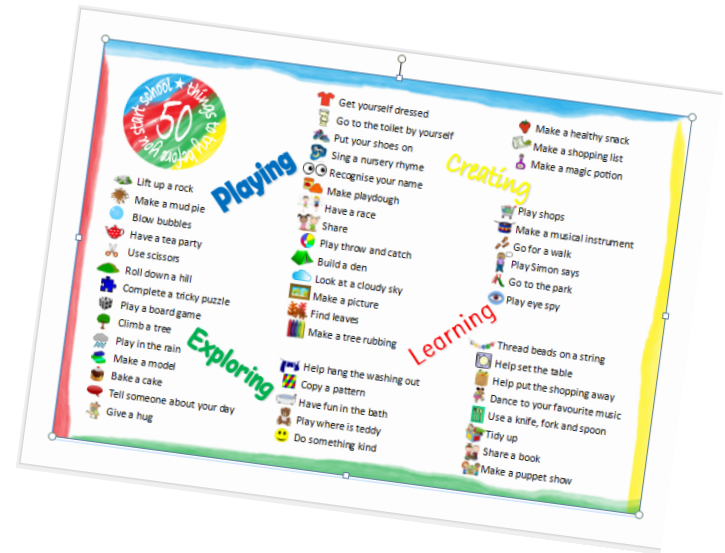 50 things to try before you start school
Playing
Creating
Exploring
Learning
Lift up a rock
Make a mud pie
Blow bubbles
Have a tea party
Use scissors
Roll down a hill
Complete a tricky puzzle
Play a board game
Climb a tree
Play in the rain
Make a model
Bake a cake
Tell someone about your day
Give a hug
Get yourself dressed
Go to the toilet by yourself
Put your shoes on
Sing a nursery rhyme
Recognise your name
Make playdough
Have a race
Share
Play throw and catch
Build a den
Look at a cloudy sky
Make a picture
Find leaves
Make a tree rubbing
Help hang the washing out
Copy a pattern
Have fun in the bath
Play where is teddy
Do something kind
Make a healthy snack
Make a shopping list
Make a magic potion
Play shops
Make a musical instrument
Go for a walk
Play Simon says
Go to the park
Play eye spy
Thread beads on a string
Help set the table
Help put the shopping away
Dance to your favourite music
Use a knife, fork and spoon
Tidy up
Share a book
Make a puppet show